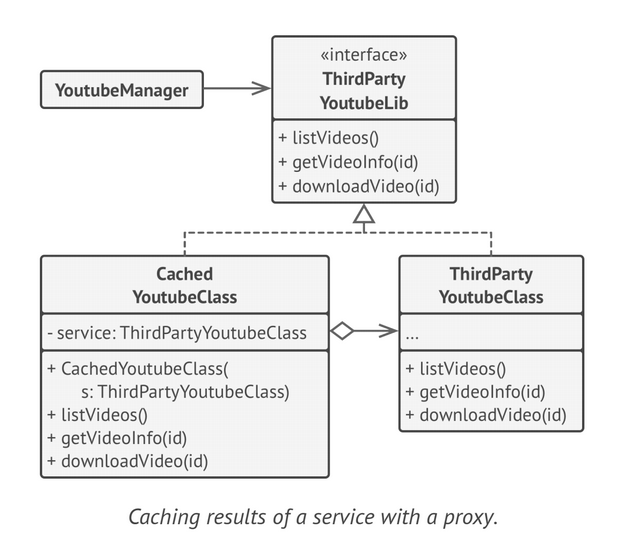 «interface»
ThirdParty
YoutubeLib
YoutubeManager
+ listVideos()
+ getVideoInfo(id)
+ downloadVideo(id)
Cached
YoutubeClass
- service: ThirdPartyYoutubeClass
+ CachedYoutubeClass(
s: ThirdPartyYoutubeClass)
+ listVideos()
+ getVideoInfo(id)
+ downloadVideo(id)
ThirdParty
YoutubeClass
...
+ listVideos()
+ getVideoInfo(id)
+ downloadVideo(id)
Caching results of a service with a proxy.